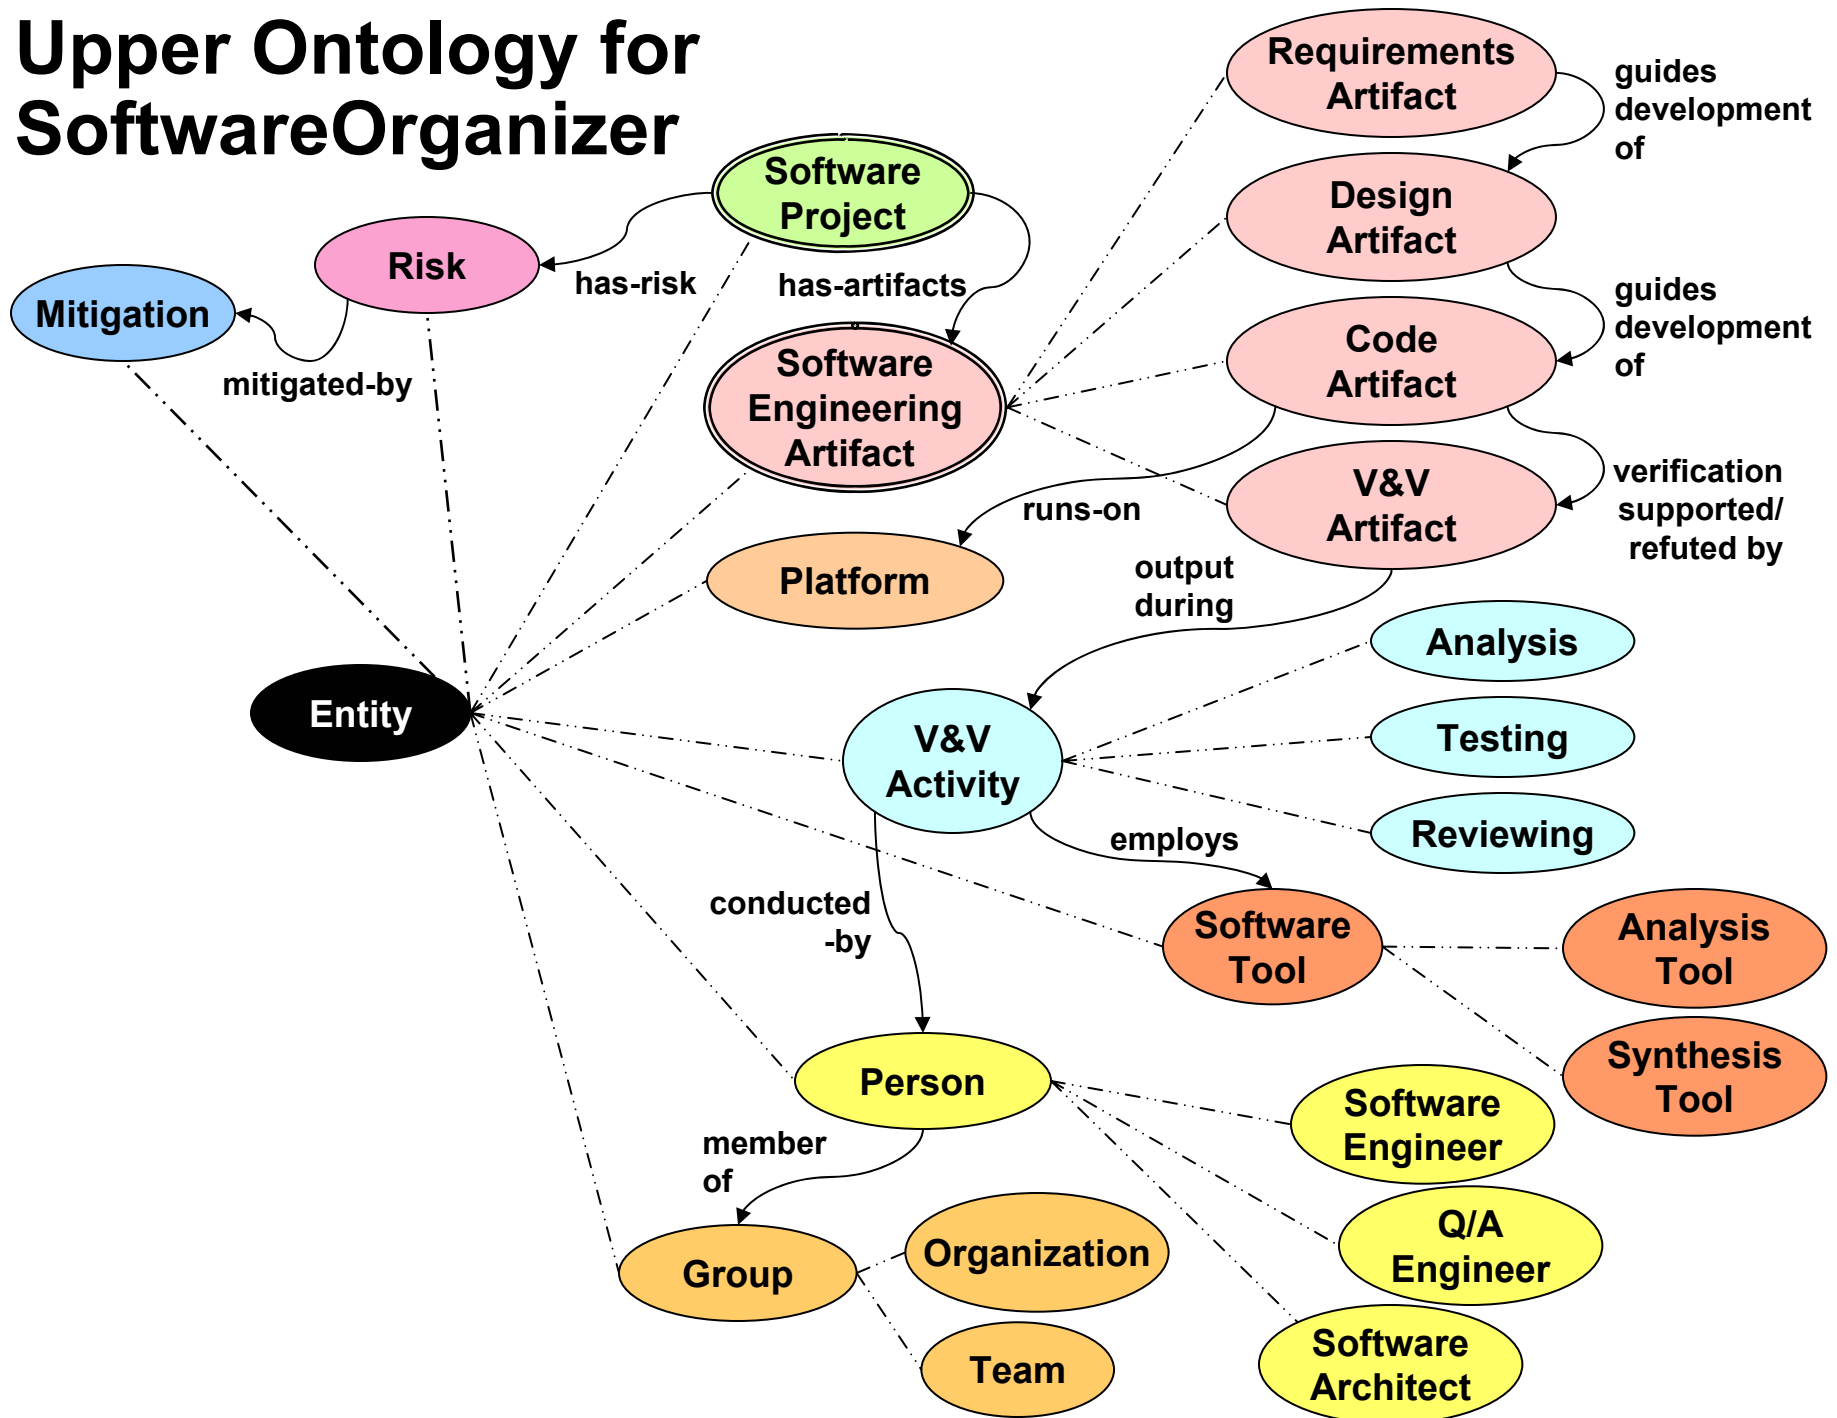 Upper Ontology for
SoftwareOrganizer
Requirements
Artifact
guides
development
of
Software
Project
Design
Artifact
Risk
has-risk
has-artifacts
Mitigation
mitigated-by
guides
development
of
Code
Artifact
Software
Engineering
Artifact
V&V
Artifact
verification
supported/
refuted by
runs-on
Platform
output
during
Analysis
Entity
V&V
Activity
Testing
Reviewing
employs
conducted
-by
Software
Tool
Analysis
Tool
Synthesis
Tool
Person
Software
Engineer
member
of
Q/A
Engineer
Group
Organization
Team
Software
Architect